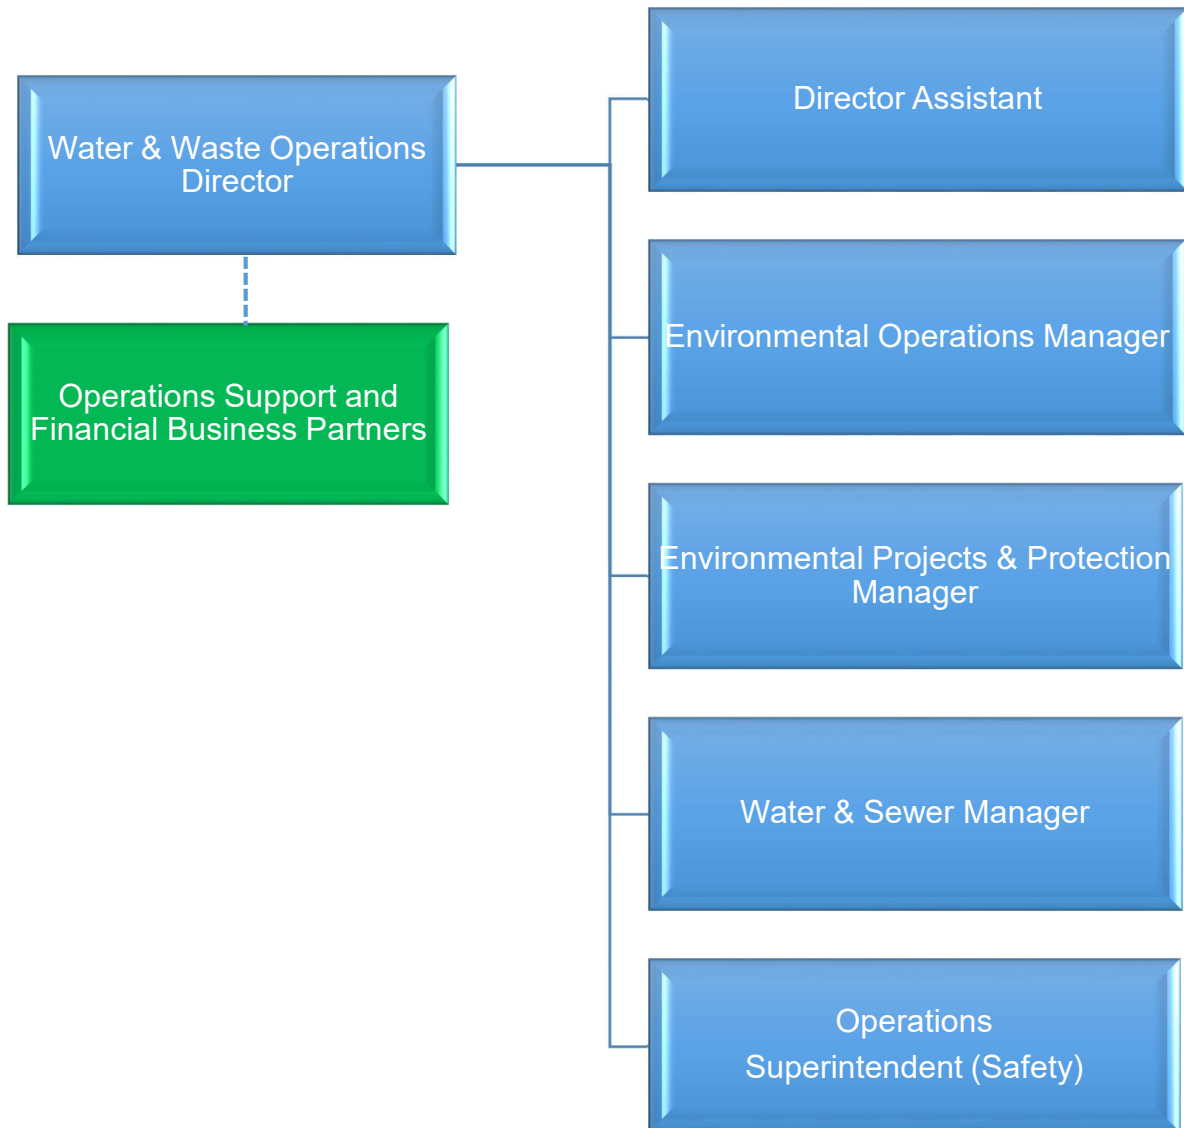 Director Assistant
Water & Waste Operations
Director
Environmental Operations Manager
Operations Support and
Financial Business Partners
Environmental Projects & Protection
Manager
Water & Sewer Manager
Operations
Superintendent (Safety)